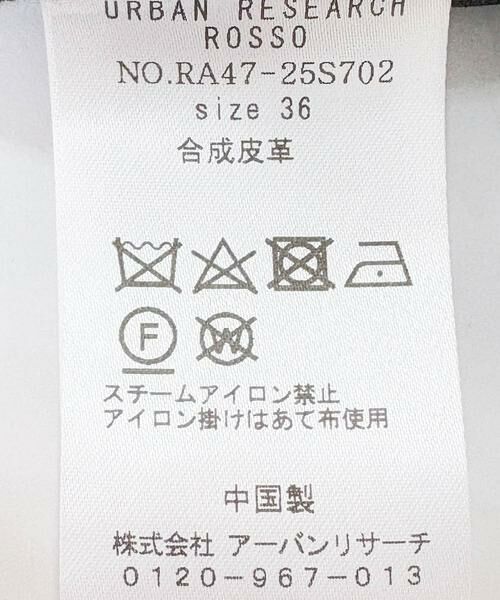 URBAN RESEARCH
ROSSO
NO.RA47-25S702
size 36
合成皮革
F W
スチームアイロン禁止
アイロン掛けはあて布使用
中国製
株式会社 アーバンリサーチ
0120-967-013